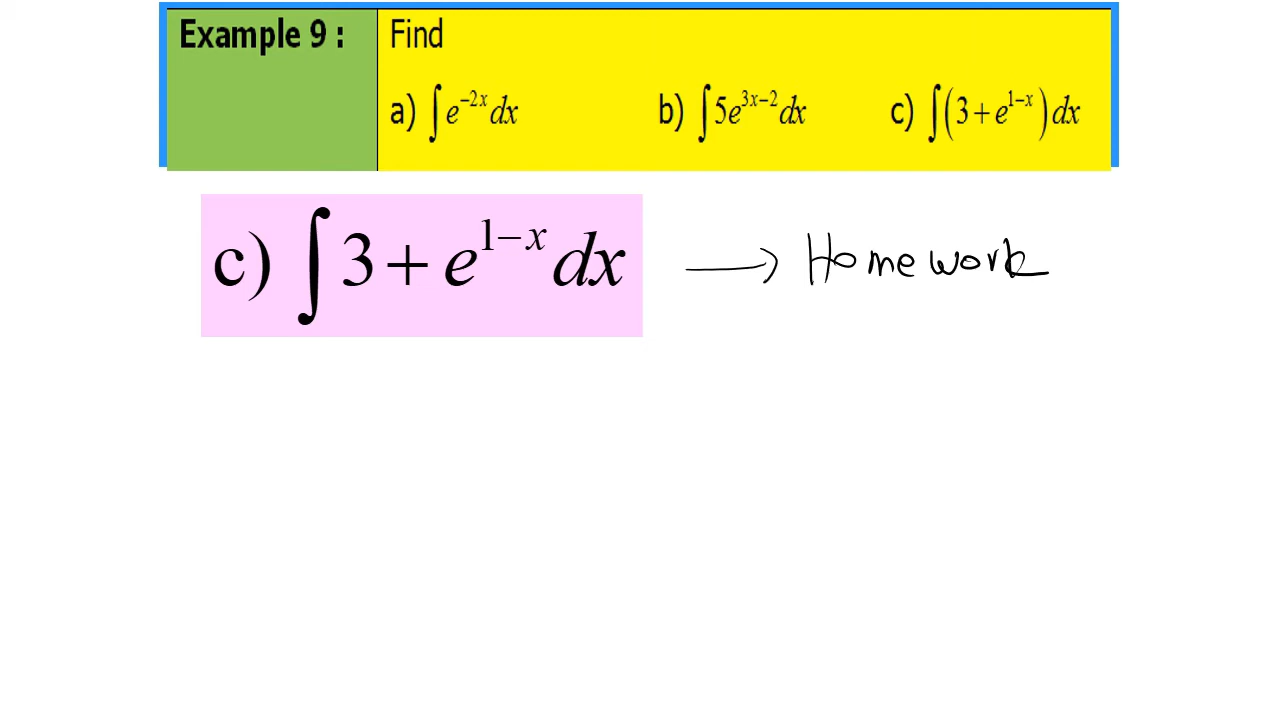 Example 9 : Find
a) ∫e^{-2x}dx b) ∫5e^{3x-2}dx c) ∫(3+e^{1-x})dx
c) ∫3+e^{1-x}dx → Homework